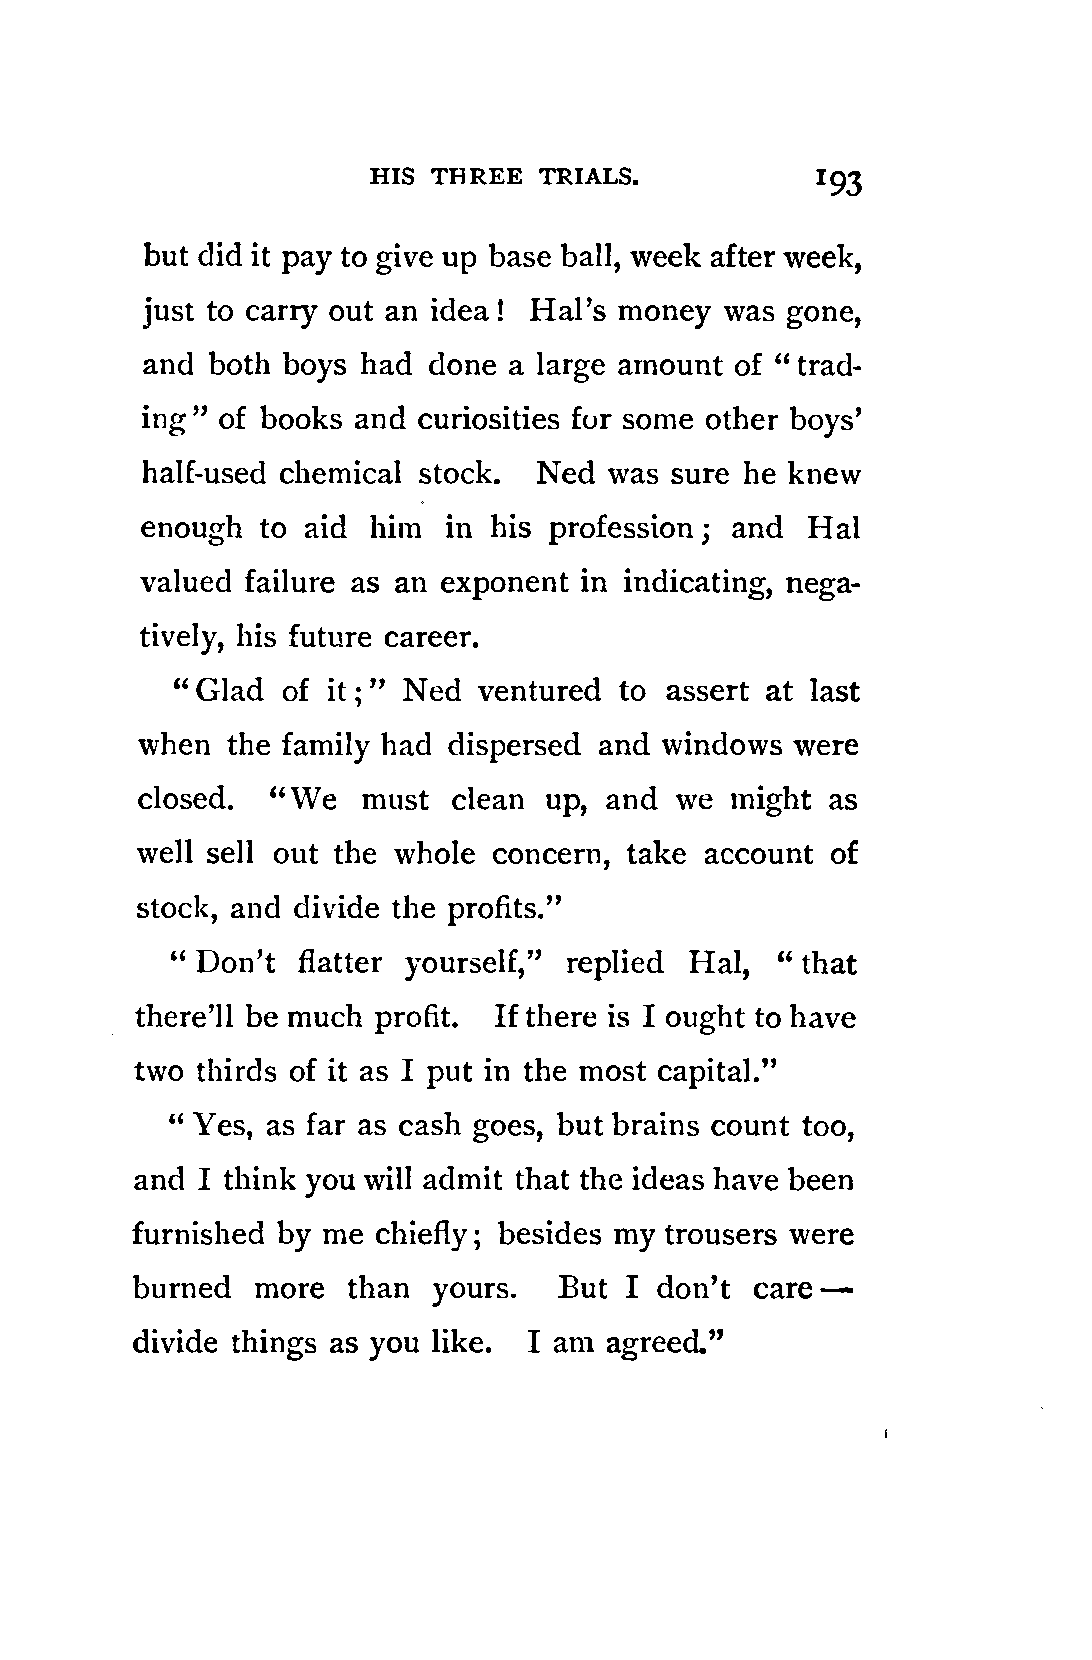 HIS THREE TRIALS. 193
but did it pay to give up base ball, week after week,
just to carry out an idea! Hal's money was gone,
and both boys had done a large amount of "trad-
ing" of books and curiosities for some other boys'
half-used chemical stock. Ned was sure he knew
enough to aid him in his profession; and Hal
valued failure as an exponent in indicating, nega-
tively, his future career.
"Glad of it;" Ned ventured to assert at last
when the family had dispersed and windows were
closed. "We must clean up, and we might as
well sell out the whole concern, take account of
stock, and divide the profits."
"Don't flatter yourself," replied Hal, "that
there'll be much profit. If there is I ought to have
two thirds of it as I put in the most capital."
"Yes, as far as cash goes, but brains count too,
and I think you will admit that the ideas have been
furnished by me chiefly; besides my trousers were
burned more than yours. But I don't care—
divide things as you like. I am agreed."